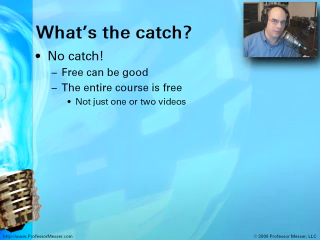 What's the catch?
• No catch!
– Free can be good
– The entire course is free
• Not just one or two videos
http://www.ProfessorMesser.com
© 2009 Professor Messer, LLC